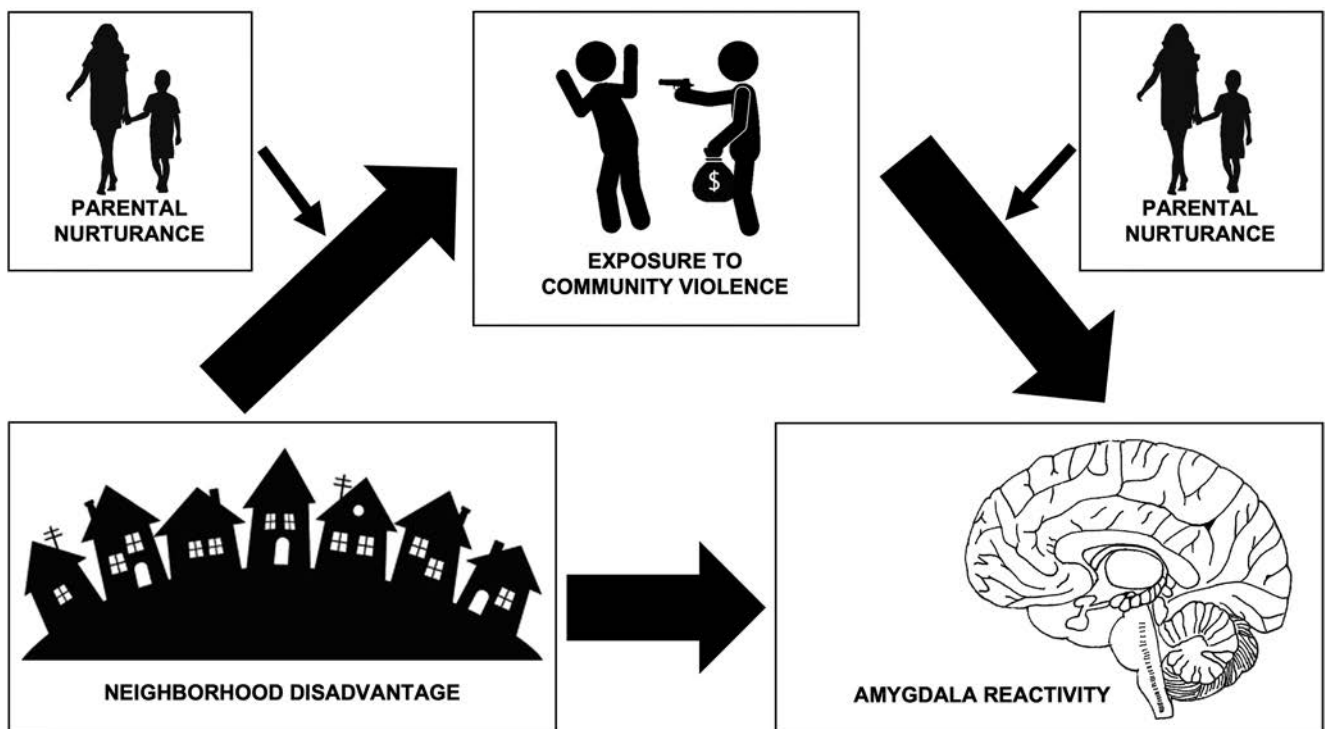 PARENTAL
NURTURANCE
$
EXPOSURE TO
COMMUNITY VIOLENCE
PARENTAL
NURTURANCE
NEIGHBORHOOD DISADVANTAGE
AMYGDALA REACTIVITY